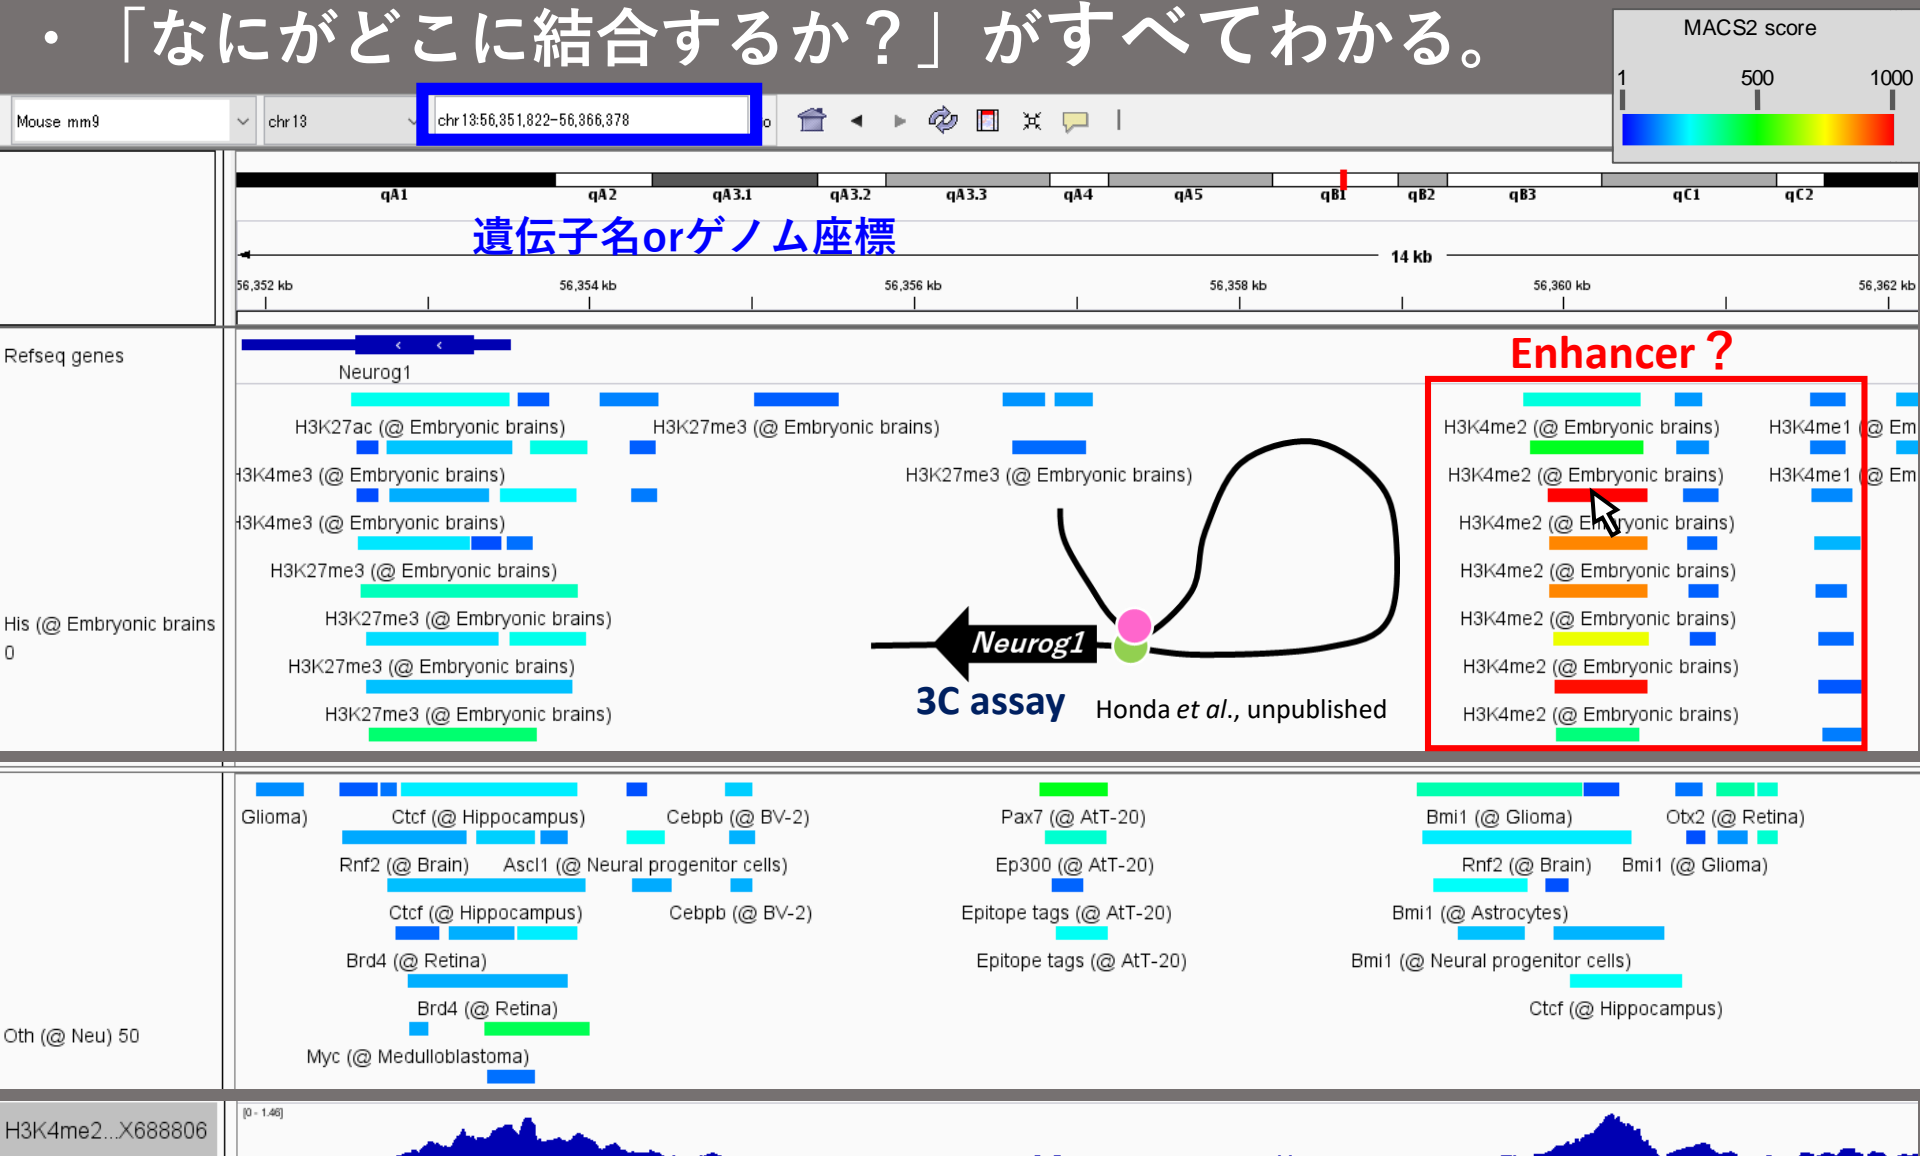 ・「なにがどこに結合するか？」がすべてわかる。
MACS2 score
1 500 1000
Mouse mm9
chr13
chr13:56,351,822-56,366,378
qA1 qA2 qA3.1 qA3.2 qA3.3 qA4 qA5 qB1 qB2 qB3 qC1 qC2
遺伝子名orゲノム座標
14 kb
56,352 kb 56,354 kb 56,356 kb 56,358 kb 56,360 kb 56,362 kb
Refseq genes
Neurog1
Enhancer？
H3K27ac (@ Embryonic brains) H3K27me3 (@ Embryonic brains) H3K4me2 (@ Embryonic brains) H3K4me1 (@ Em
H3K4me3 (@ Embryonic brains) H3K27me3 (@ Embryonic brains) H3K4me2 (@ Embryonic brains) H3K4me1 (@ Em
H3K4me3 (@ Embryonic brains) H3K4me2 (@ Embryonic brains)
H3K27me3 (@ Embryonic brains) H3K4me2 (@ Embryonic brains)
His (@ Embryonic brains
0
H3K27me3 (@ Embryonic brains) H3K4me2 (@ Embryonic brains)
H3K27me3 (@ Embryonic brains) H3K4me2 (@ Embryonic brains)
H3K27me3 (@ Embryonic brains) H3K4me2 (@ Embryonic brains)
Neurog1
3C assay
Honda et al., unpublished
Glioma) Ctcf (@ Hippocampus) Cebpb (@ BV-2) Pax7 (@ AtT-20) Bmi1 (@ Glioma) Otx2 (@ Retina)
Rnf2 (@ Brain) Ascl1 (@ Neural progenitor cells) Ep300 (@ AtT-20) Rnf2 (@ Brain) Bmi1 (@ Glioma)
Ctcf (@ Hippocampus) Cebpb (@ BV-2) Epitope tags (@ AtT-20) Bmi1 (@ Astrocytes)
Brd4 (@ Retina) Epitope tags (@ AtT-20) Bmi1 (@ Neural progenitor cells)
Brd4 (@ Retina) Ctcf (@ Hippocampus)
Oth (@ Neu) 50
Myc (@ Medulloblastoma)
[0 - 1.46]
H3K4me2...X688806